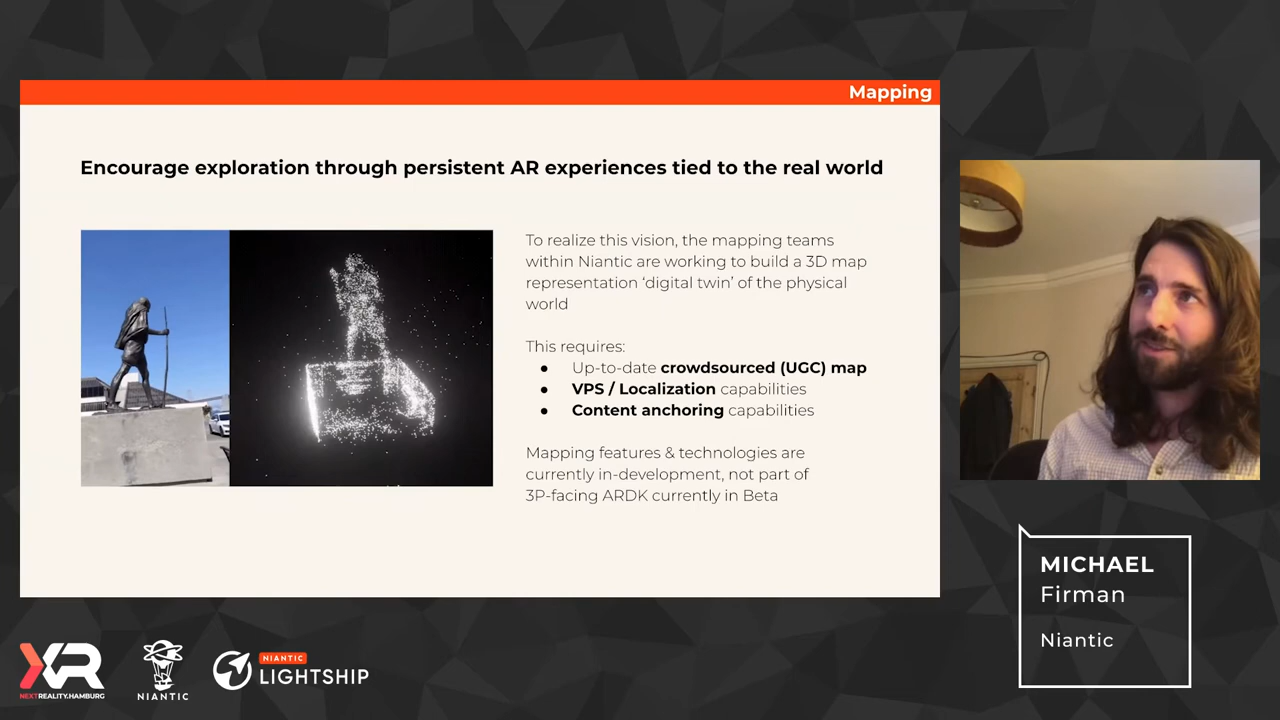 Mapping
Encourage exploration through persistent AR experiences tied to the real world
To realize this vision, the mapping teams
within Niantic are working to build a 3D map
representation ‘digital twin’ of the physical
world
This requires:
● Up-to-date crowdsourced (UGC) map
● VPS / Localization capabilities
● Content anchoring capabilities
Mapping features & technologies are
currently in-development, not part of
3P-facing ARDK currently in Beta
MICHAEL
Firman
Niantic
XR
NEXTREALITY.HAMBURG
NIANTIC
NIANTIC
LIGHTSHIP